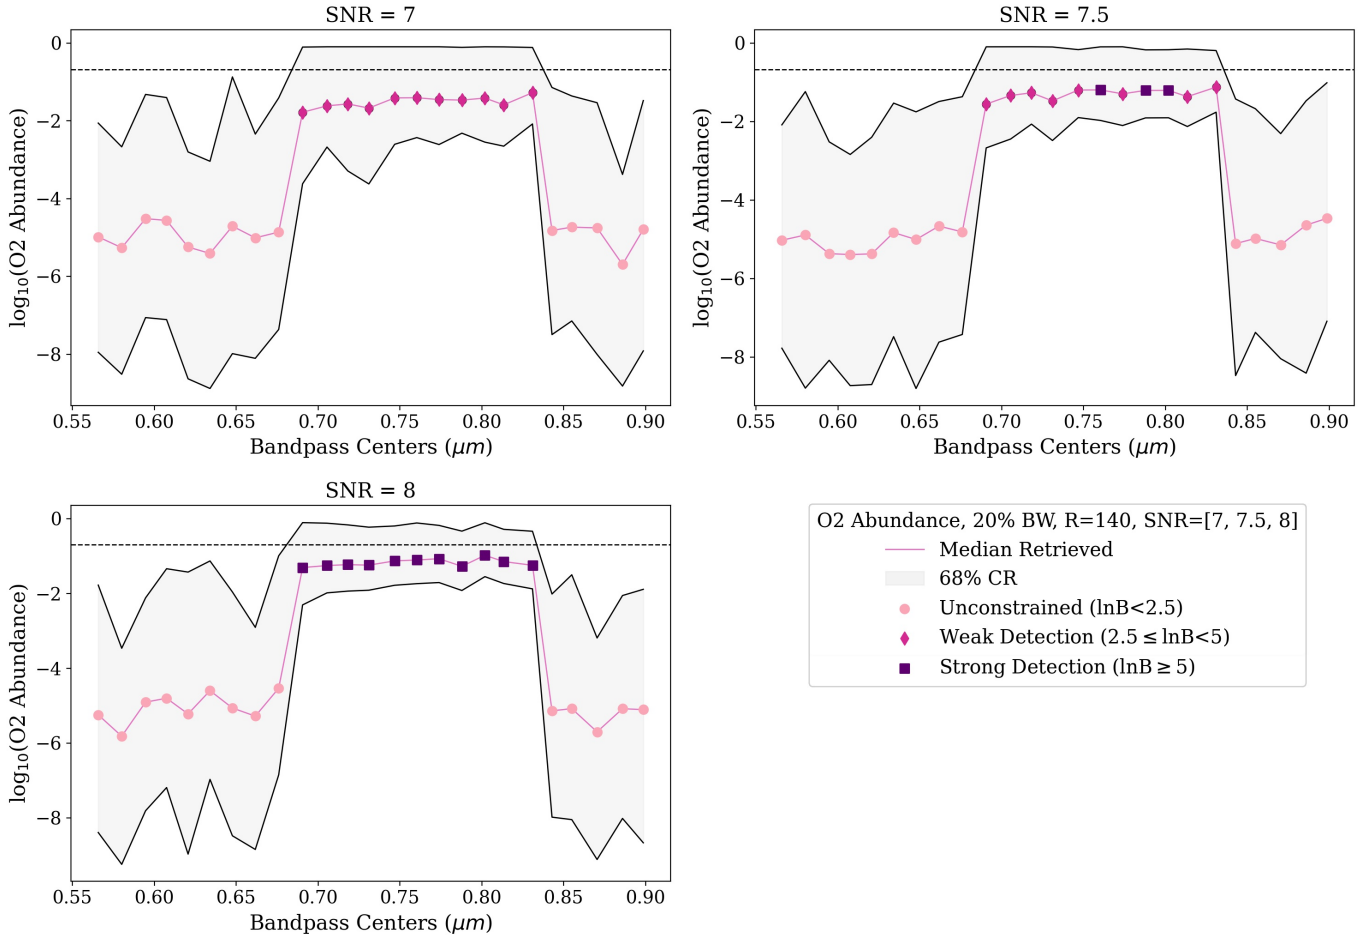 SNR = 7
0
−2
−4
−6
−8
log10(O2 Abundance)
0.55 0.60 0.65 0.70 0.75 0.80 0.85 0.90
Bandpass Centers (μm)
SNR = 7.5
0
−2
−4
−6
−8
log10(O2 Abundance)
0.55 0.60 0.65 0.70 0.75 0.80 0.85 0.90
Bandpass Centers (μm)
SNR = 8
0
−2
−4
−6
−8
log10(O2 Abundance)
0.55 0.60 0.65 0.70 0.75 0.80 0.85 0.90
Bandpass Centers (μm)
O2 Abundance, 20% BW, R=140, SNR=[7, 7.5, 8]
Median Retrieved
68% CR
Unconstrained (lnB<2.5)
Weak Detection (2.5 ≤ lnB<5)
Strong Detection (lnB ≥ 5)